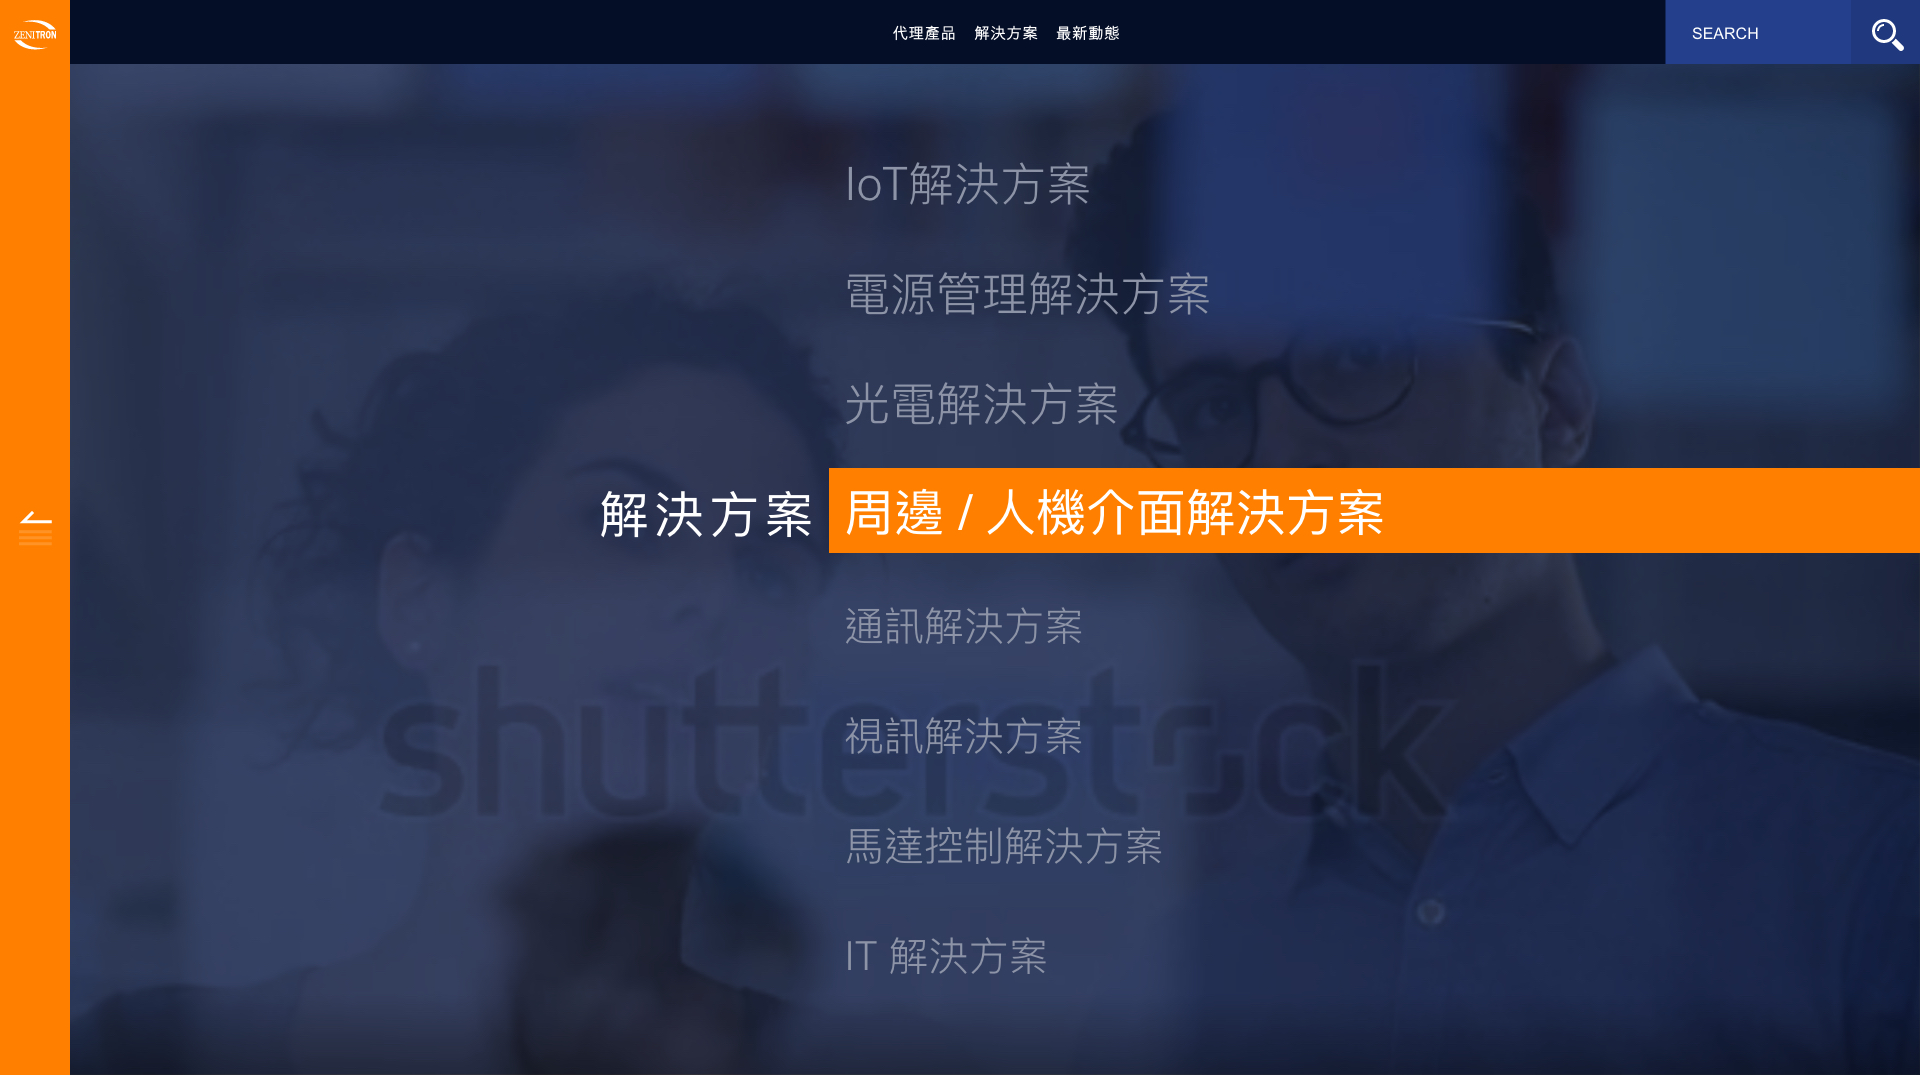 ZENITRON
代理產品 解決方案 最新動態
SEARCH
IoT解決方案
電源管理解決方案
光電解決方案
解決方案
周邊 / 人機介面解決方案
通訊解決方案
視訊解決方案
馬達控制解決方案
IT 解決方案
shutterstock